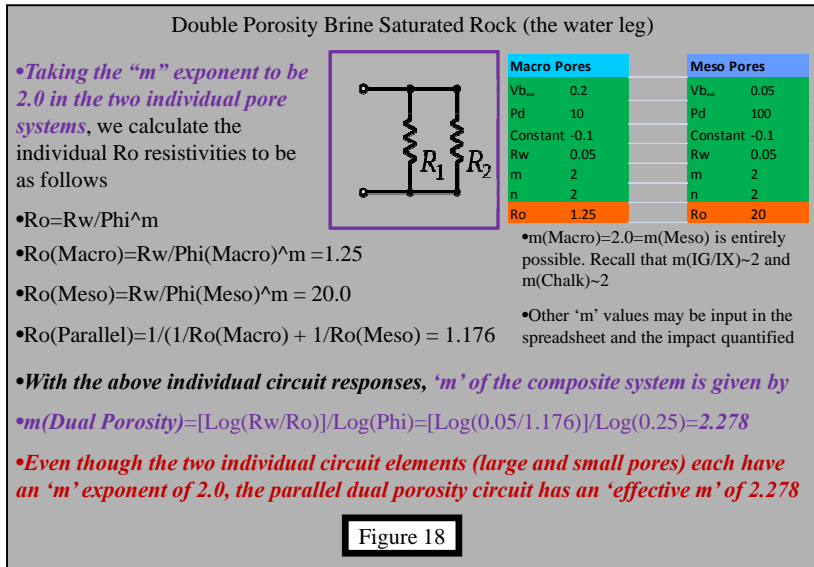 Double Porosity Brine Saturated Rock (the water leg)
•Taking the “m” exponent to be
2.0 in the two individual pore
systems, we calculate the
individual Ro resistivities to be
as follows
•Ro=Rw/Phi^m
•Ro(Macro)=Rw/Phi(Macro)^m =1.25
•Ro(Meso)=Rw/Phi(Meso)^m = 20.0
•Ro(Parallel)=1/(1/Ro(Macro) + 1/Ro(Meso) = 1.176
R1 R2
Macro Pores
Vb∞ 0.2
Pd 10
Constant -0.1
Rw 0.05
m 2
n 2
Ro 1.25
Meso Pores
Vb∞ 0.05
Pd 100
Constant -0.1
Rw 0.05
m 2
n 2
Ro 20
•m(Macro)=2.0=m(Meso) is entirely
possible. Recall that m(IG/IX)~2 and
m(Chalk)~2
•Other ‘m’ values may be input in the
spreadsheet and the impact quantified
•With the above individual circuit responses, ‘m’ of the composite system is given by
•m(Dual Porosity)=[Log(Rw/Ro)]/Log(Phi)=[Log(0.05/1.176)]/Log(0.25)=2.278
•Even though the two individual circuit elements (large and small pores) each have
an ‘m’ exponent of 2.0, the parallel dual porosity circuit has an ‘effective m’ of 2.278
Figure 18